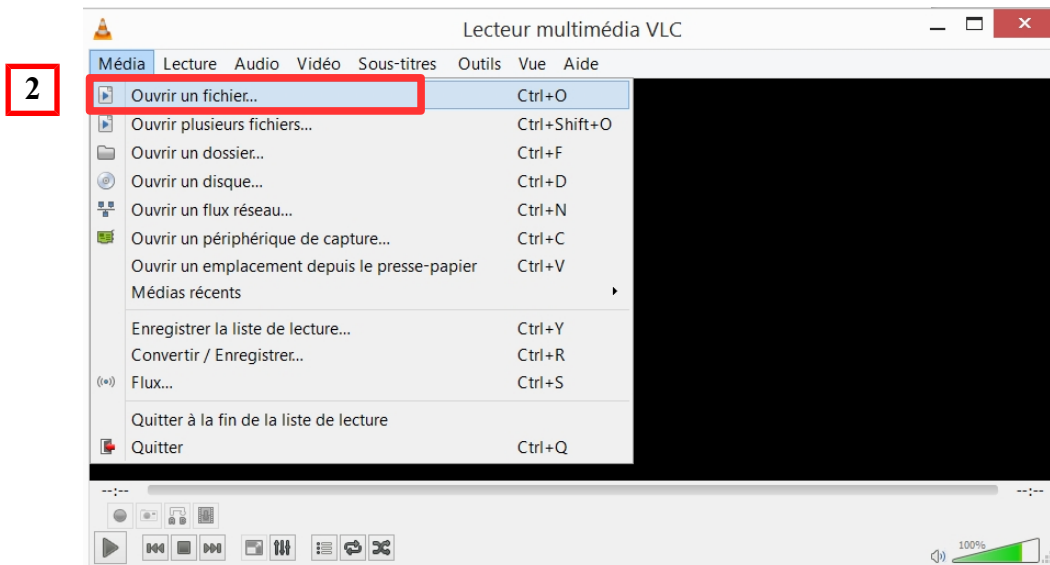 Lecteur multimédia VLC
Média Lecture Audio Vidéo Sous-titres Outils Vue Aide
2
Ouvrir un fichier... Ctrl+O
Ouvrir plusieurs fichiers... Ctrl+Shift+O
Ouvrir un dossier... Ctrl+F
Ouvrir un disque... Ctrl+D
Ouvrir un flux réseau... Ctrl+N
Ouvrir un périphérique de capture... Ctrl+C
Ouvrir un emplacement depuis le presse-papier Ctrl+V
Médias récents
Enregistrer la liste de lecture... Ctrl+Y
Convertir / Enregistrer... Ctrl+R
Flux... Ctrl+S
Quitter à la fin de la liste de lecture
Quitter Ctrl+Q
--:-- --:--
100%